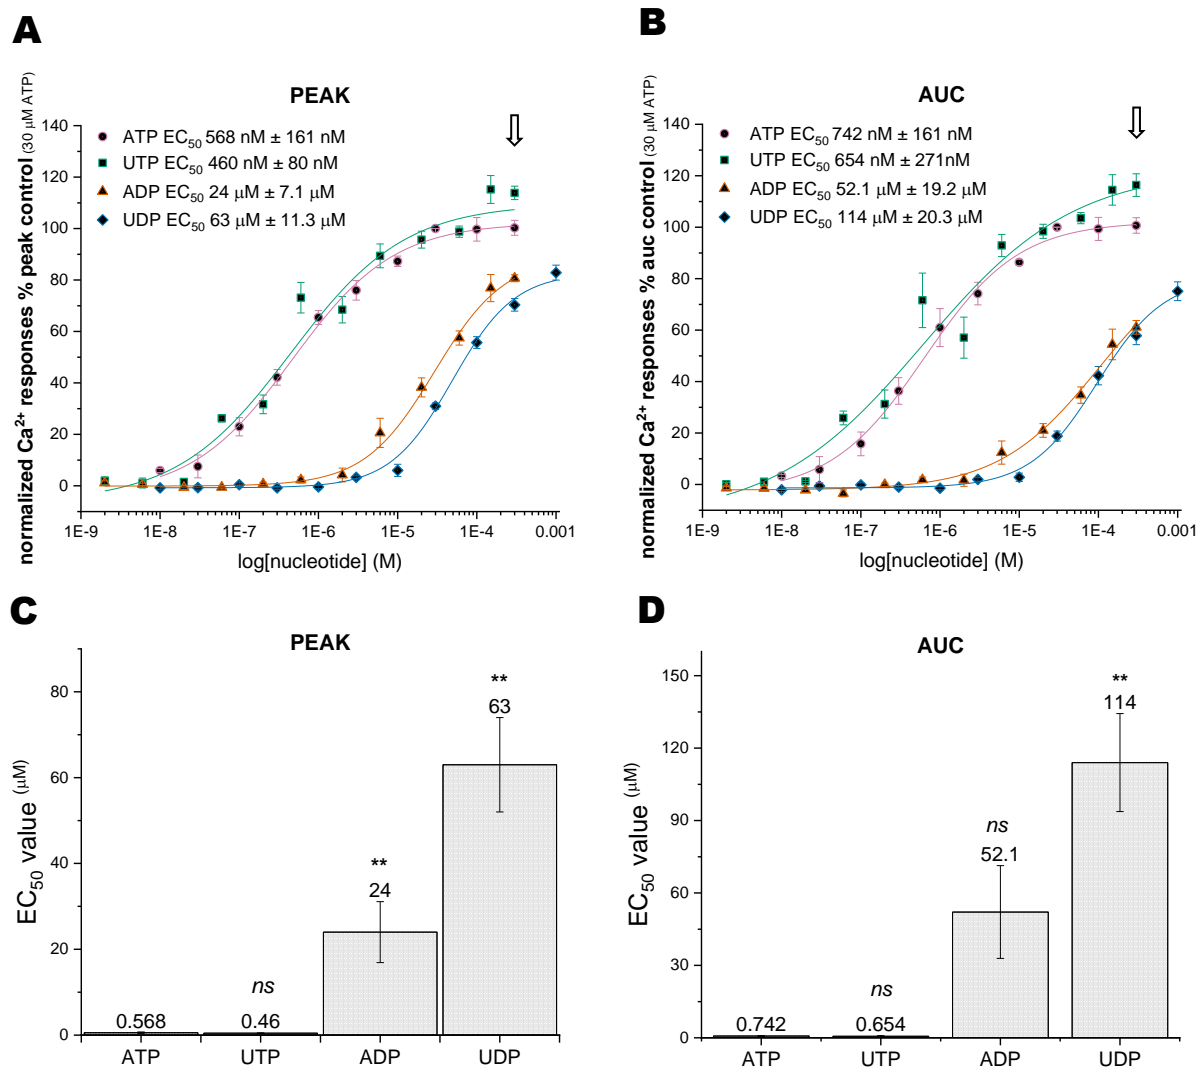 A
PEAK
normalized Ca²⁺ responses % peak control (30 µM ATP)
140
120
100
80
60
40
20
0
ATP EC₅₀ 568 nM ± 161 nM
UTP EC₅₀ 460 nM ± 80 nM
ADP EC₅₀ 24 µM ± 7.1 µM
UDP EC₅₀ 63 µM ± 11.3 µM
1E-9 1E-8 1E-7 1E-6 1E-5 1E-4 0.001
log[nucleotide] (M)
B
AUC
normalized Ca²⁺ responses % auc control (30 µM ATP)
140
120
100
80
60
40
20
0
ATP EC₅₀ 742 nM ± 161 nM
UTP EC₅₀ 654 nM ± 271nM
ADP EC₅₀ 52.1 µM ± 19.2 µM
UDP EC₅₀ 114 µM ± 20.3 µM
1E-9 1E-8 1E-7 1E-6 1E-5 1E-4 0.001
log[nucleotide] (M)
C
PEAK
EC₅₀ value (µM)
80
60
40
20
0
0.568
ns
0.46
**
24
**
63
ATP UTP ADP UDP
D
AUC
EC₅₀ value (µM)
150
120
90
60
30
0
0.742
ns
0.654
ns
52.1
**
114
ATP UTP ADP UDP